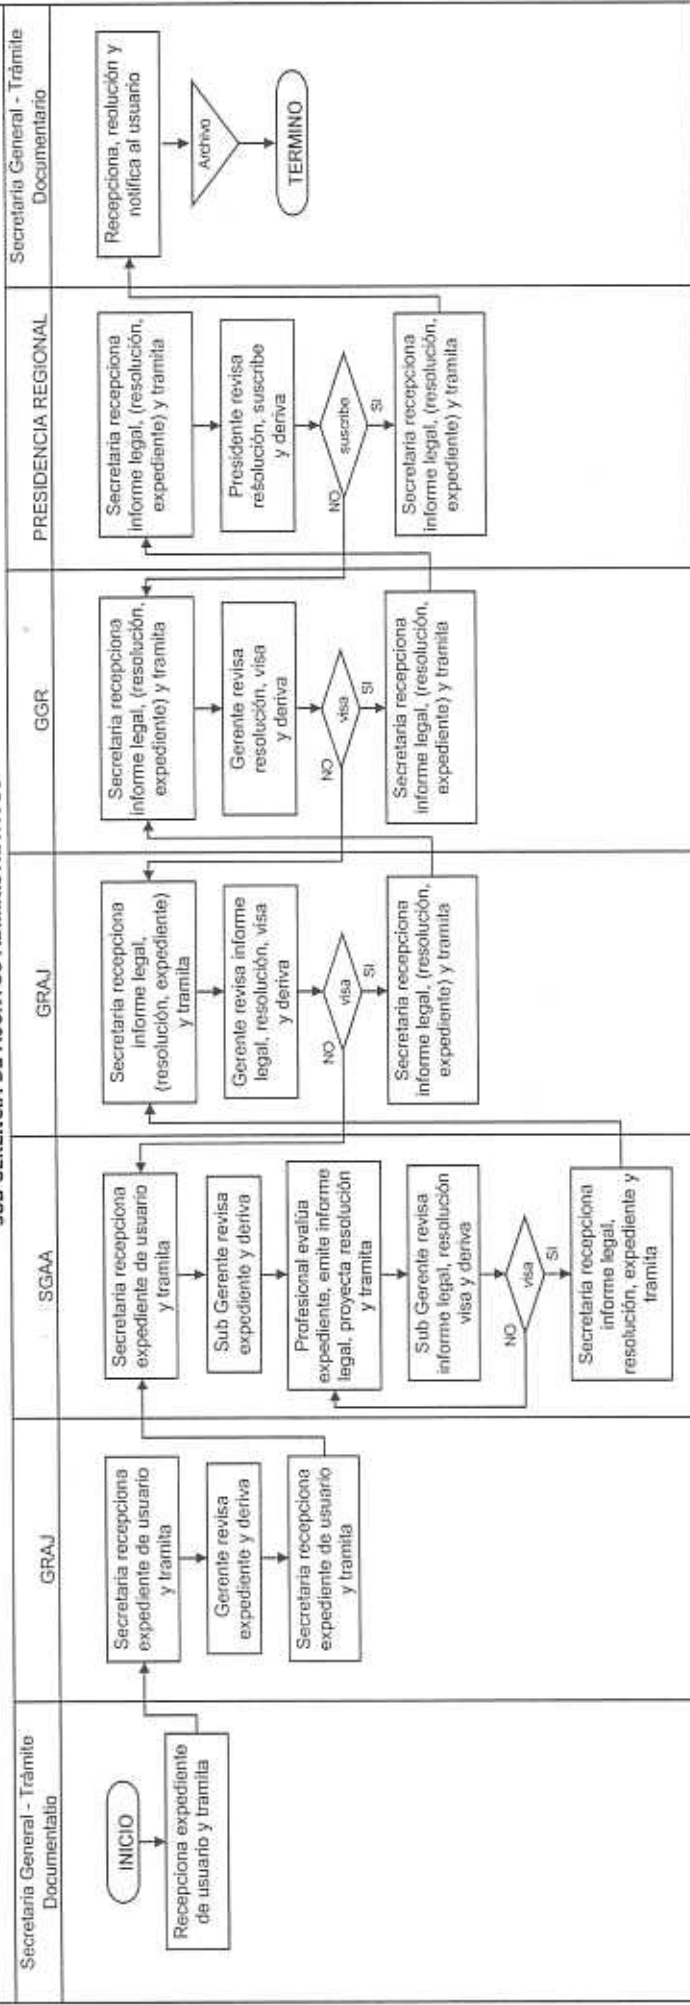 Secretaria General - Trámite
Documentatio
INICIO
Recepciona expediente
de usuario y tramita
GRAJ
Secretaria recepciona
expediente de usuario
y tramita
Gerente revisa
expediente y deriva
Secretaria recepciona
expediente de usuario
y tramita
SGAA
Secretaria recepciona
expediente de usuario
y tramita
Sub Gerente revisa
expediente y deriva
Profesional evalúa
expediente, emite informe
legal, proyecta resolución
y tramita
Sub Gerente revisa
informe legal, resolución
visa y deriva
visa
NO
SI
Secretaria recepciona
informe legal,
resolución, expediente y
tramita
GRAJ
Secretaria recepciona
informe legal,
(resolución, expediente)
y tramita
Gerente revisa informe
legal, resolución, visa
y deriva
visa
NO
SI
Secretaria recepciona
informe legal, (resolución,
expediente) y tramita
GGR
Secretaria recepciona
informe legal, (resolución,
expediente) y tramita
Gerente revisa
resolución, visa
y deriva
visa
NO
SI
Secretaria recepciona
informe legal, (resolución,
expediente) y tramita
PRESIDENCIA REGIONAL
Secretaria recepciona
informe legal, (resolución,
expediente) y tramita
Presidente revisa
resolución, suscribe
y deriva
suscribe
NO
SI
Secretaria recepciona
informe legal, (resolución,
expediente) y tramita
Secretaria General - Trámite
Documentario
Recepciona, reolución y
notifica al usuario
Archivo
TERMINO